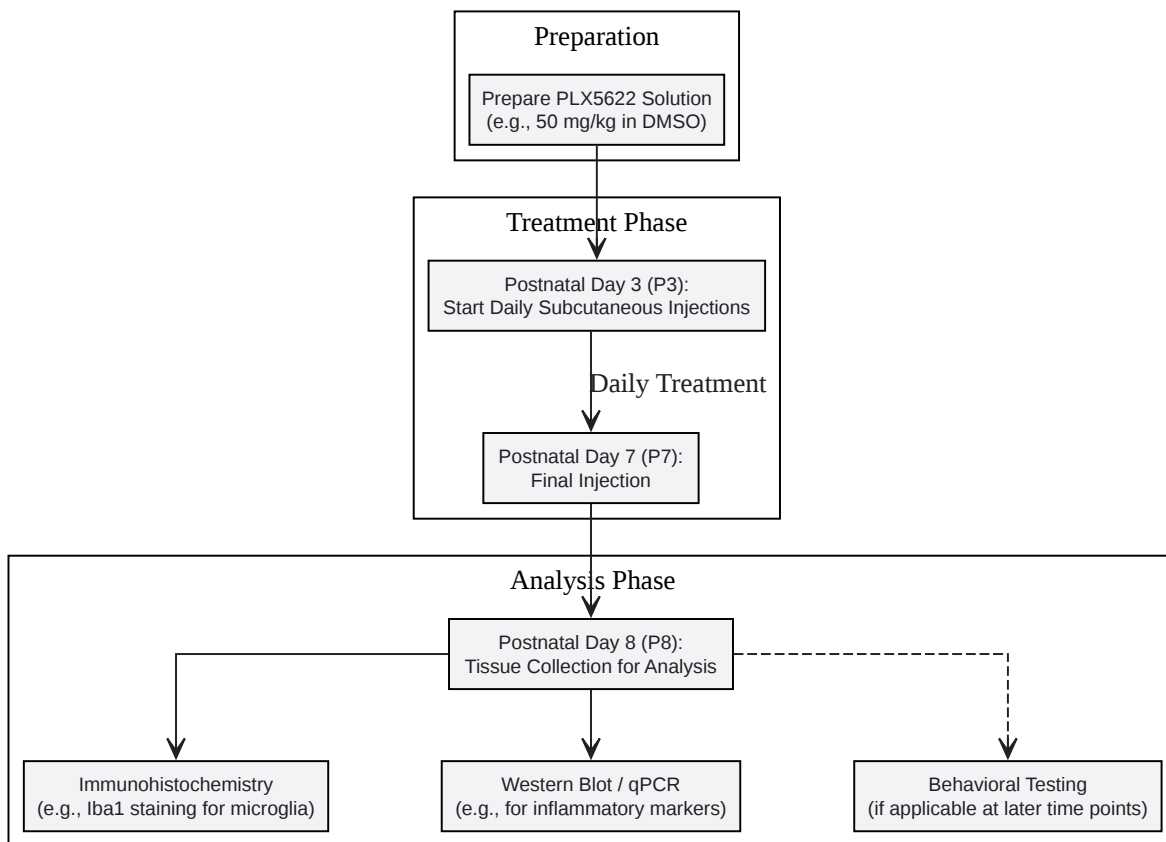 Preparation
Prepare PLX5622 Solution
(e.g., 50 mg/kg in DMSO)
Treatment Phase
Postnatal Day 3 (P3):
Start Daily Subcutaneous Injections
Daily Treatment
Postnatal Day 7 (P7):
Final Injection
Analysis Phase
Postnatal Day 8 (P8):
Tissue Collection for Analysis
Immunohistochemistry
(e.g., Iba1 staining for microglia)
Western Blot / qPCR
(e.g., for inflammatory markers)
Behavioral Testing
(if applicable at later time points)